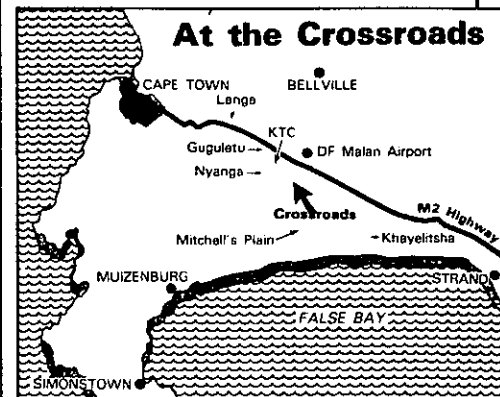 At the Crossroads
CAPE TOWN
BELLVILLE
Langa
KTC
Guguletu
DF Malan Airport
Nyanga
Crossroads
M2 Highway
Mitchell's Plain
Khayelitsha
MUIZENBURG
STRAND
FALSE BAY
SIMONSTOWN